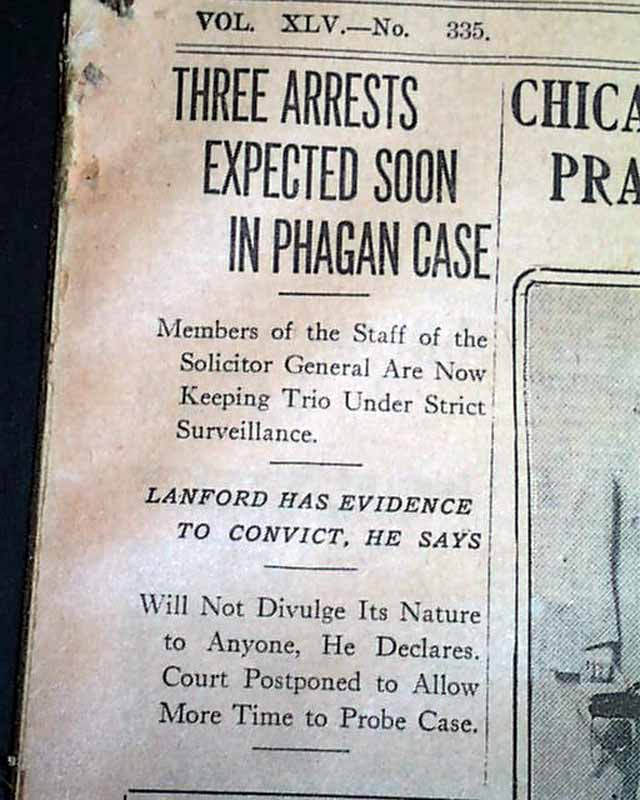 VOL. XLV.—No. 335.
THREE ARRESTS
EXPECTED SOON
IN PHAGAN CASE
Members of the Staff of the
Solicitor General Are Now
Keeping Trio Under Strict
Surveillance.
LANFORD HAS EVIDENCE
TO CONVICT, HE SAYS
Will Not Divulge Its Nature
to Anyone, He Declares.
Court Postponed to Allow
More Time to Probe Case.
CHICA
PRA